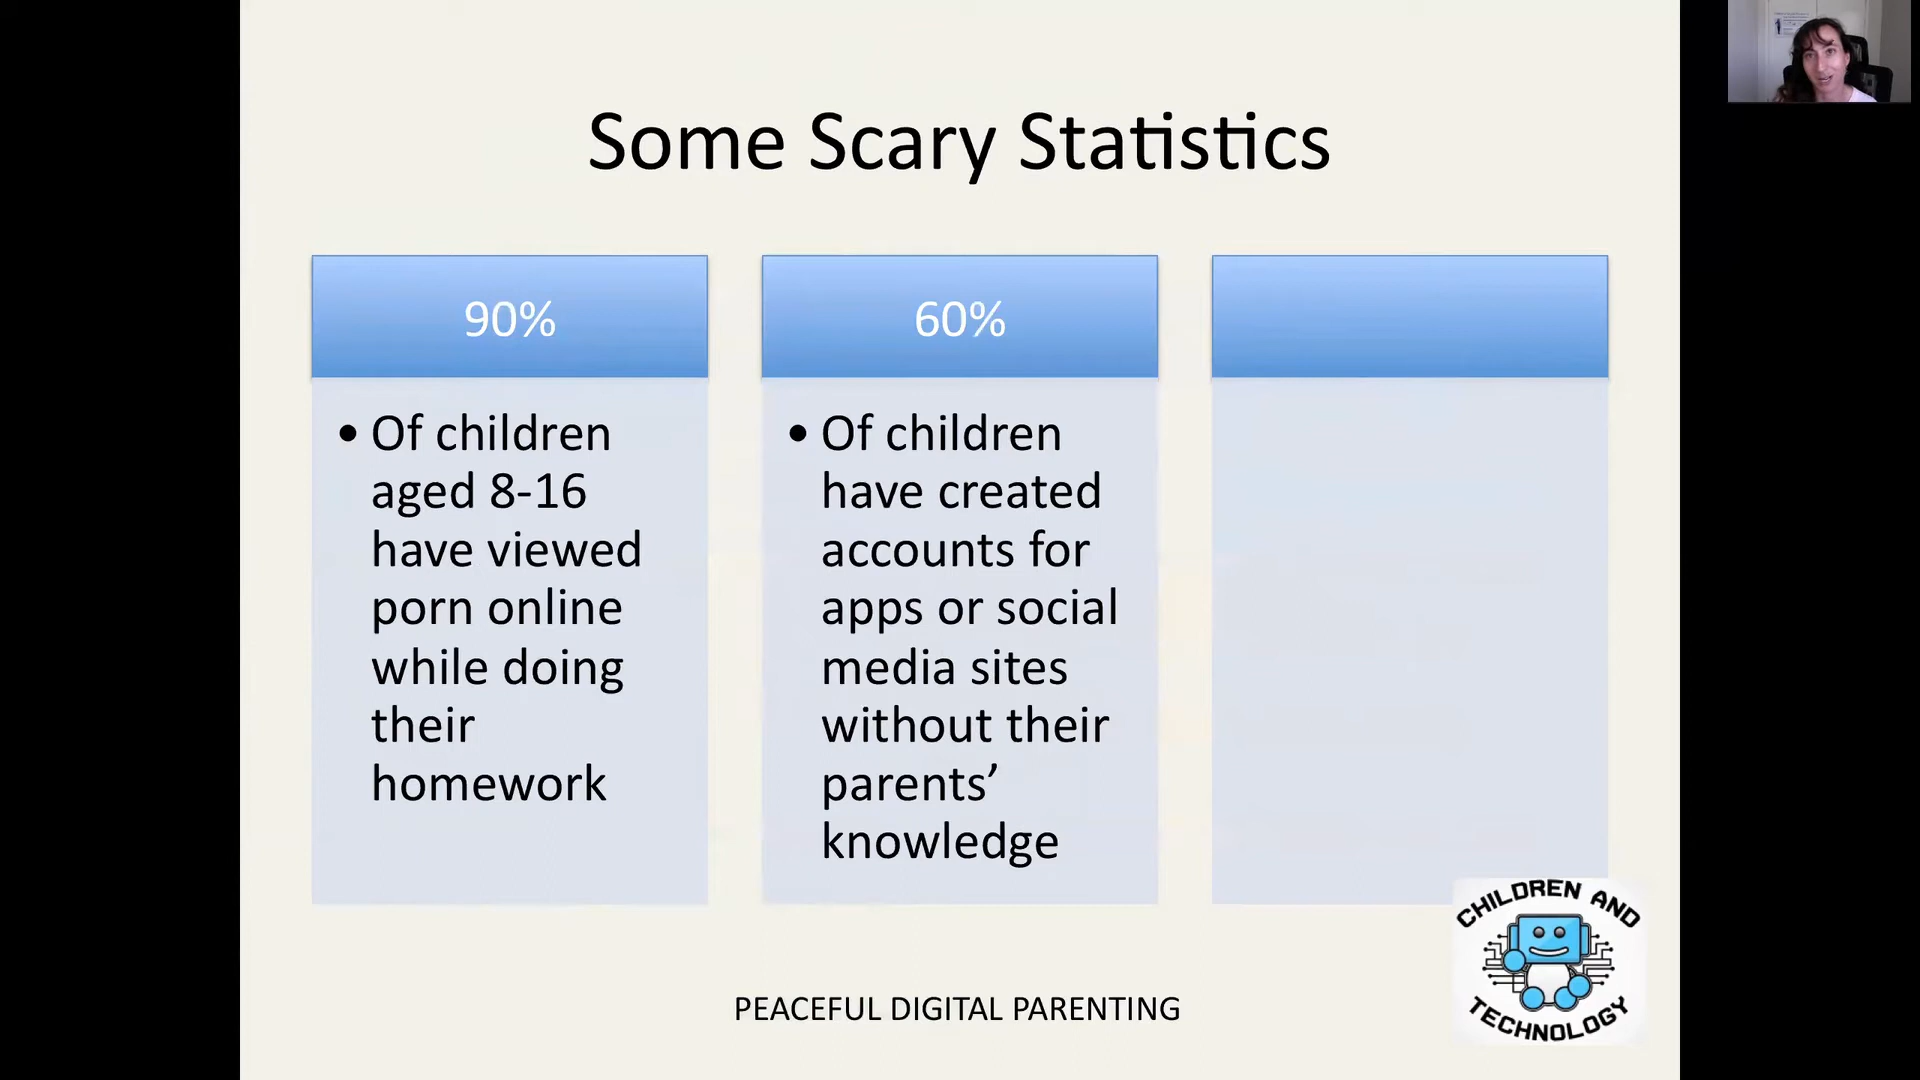 Some Scary Statistics
90%
• Of children
aged 8-16
have viewed
porn online
while doing
their
homework
60%
• Of children
have created
accounts for
apps or social
media sites
without their
parents’
knowledge
PEACEFUL DIGITAL PARENTING
CHILDREN AND
TECHNOLOGY